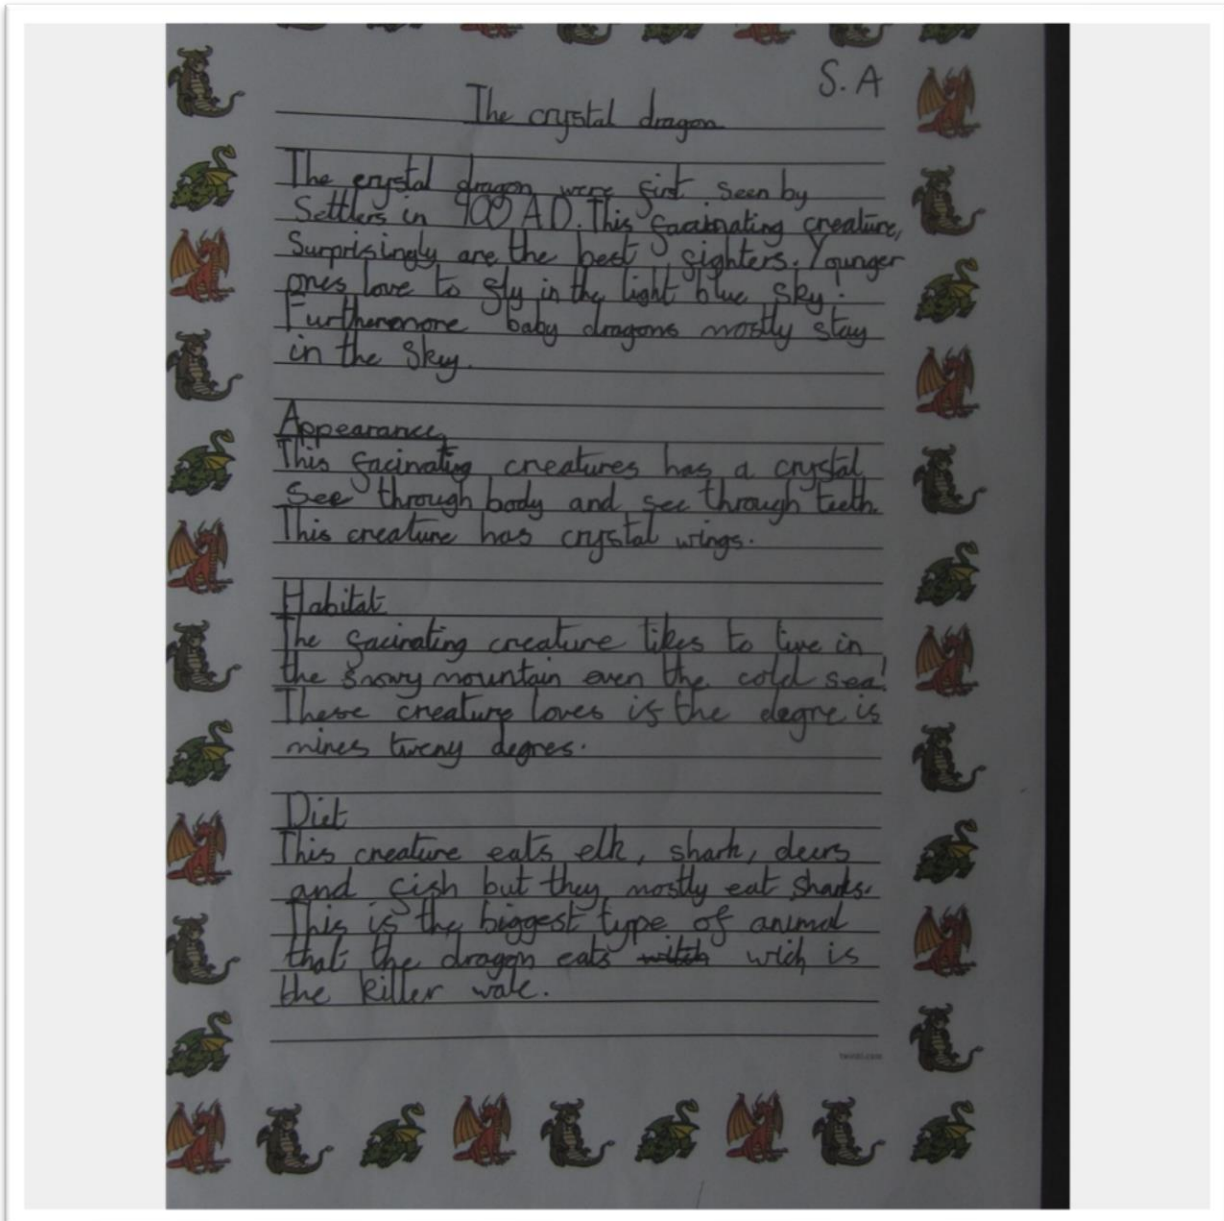 S.A
The crystal dragon
The crystal dragon were first seen by
Settlers in 900 A.D. This facinating creature,
Surprisingly are the best fighters. Younger
ones love to fly in the light blue sky!
Furthermore baby dragons mostly stay
in the sky.
Appearance
This facinating creatures has a crystal
see through body and see through teeth.
This creature has crystal wings.
Habitat
The facinating creature likes to live in
the snowy mountain even the cold sea!
These creature loves is the degre is
mines tweny degres.
Diet
This creature eats elk, shark, deers
and fish but they mostly eat sharks.
This is the biggest type of animal
that the dragon eats witch wich is
the killer wale.
twinkl.com